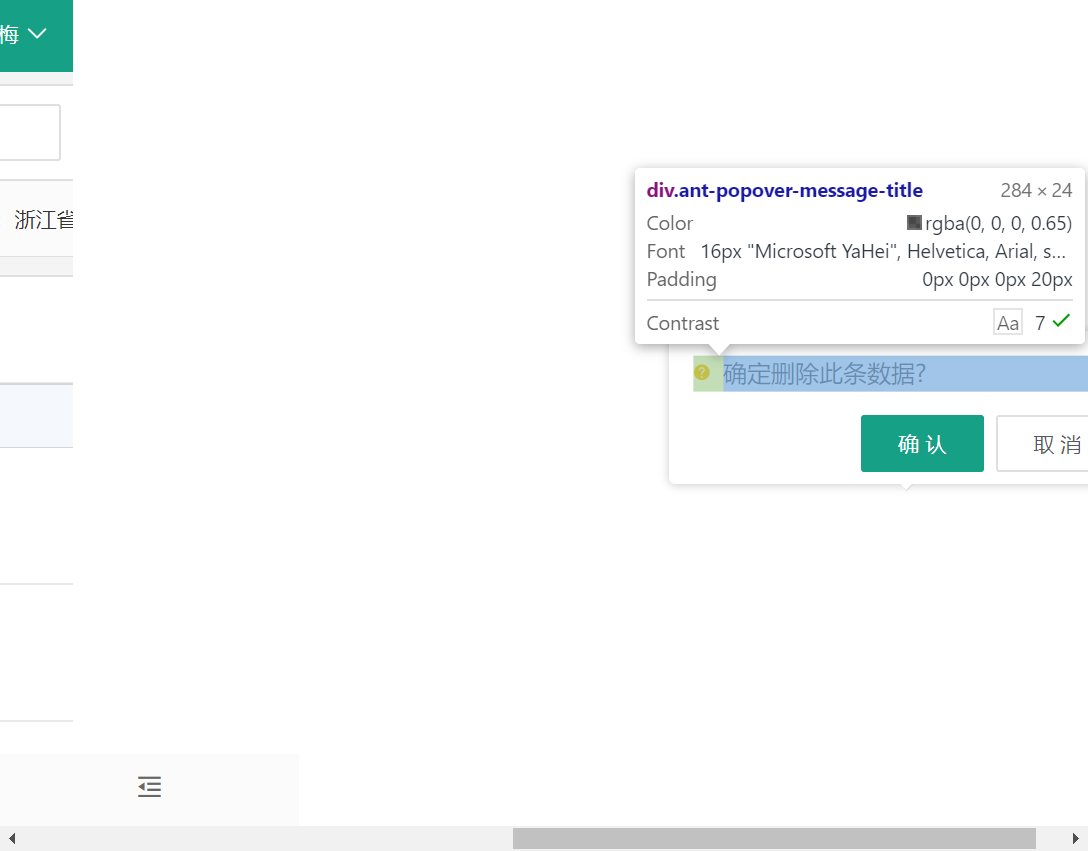 梅
浙江省
div.ant-popover-message-title 284 × 24
Color rgba(0, 0, 0, 0.65)
Font 16px "Microsoft YaHei", Helvetica, Arial, s...
Padding 0px 0px 0px 20px
Contrast Aa 7
确定删除此条数据?
确 认 取 消